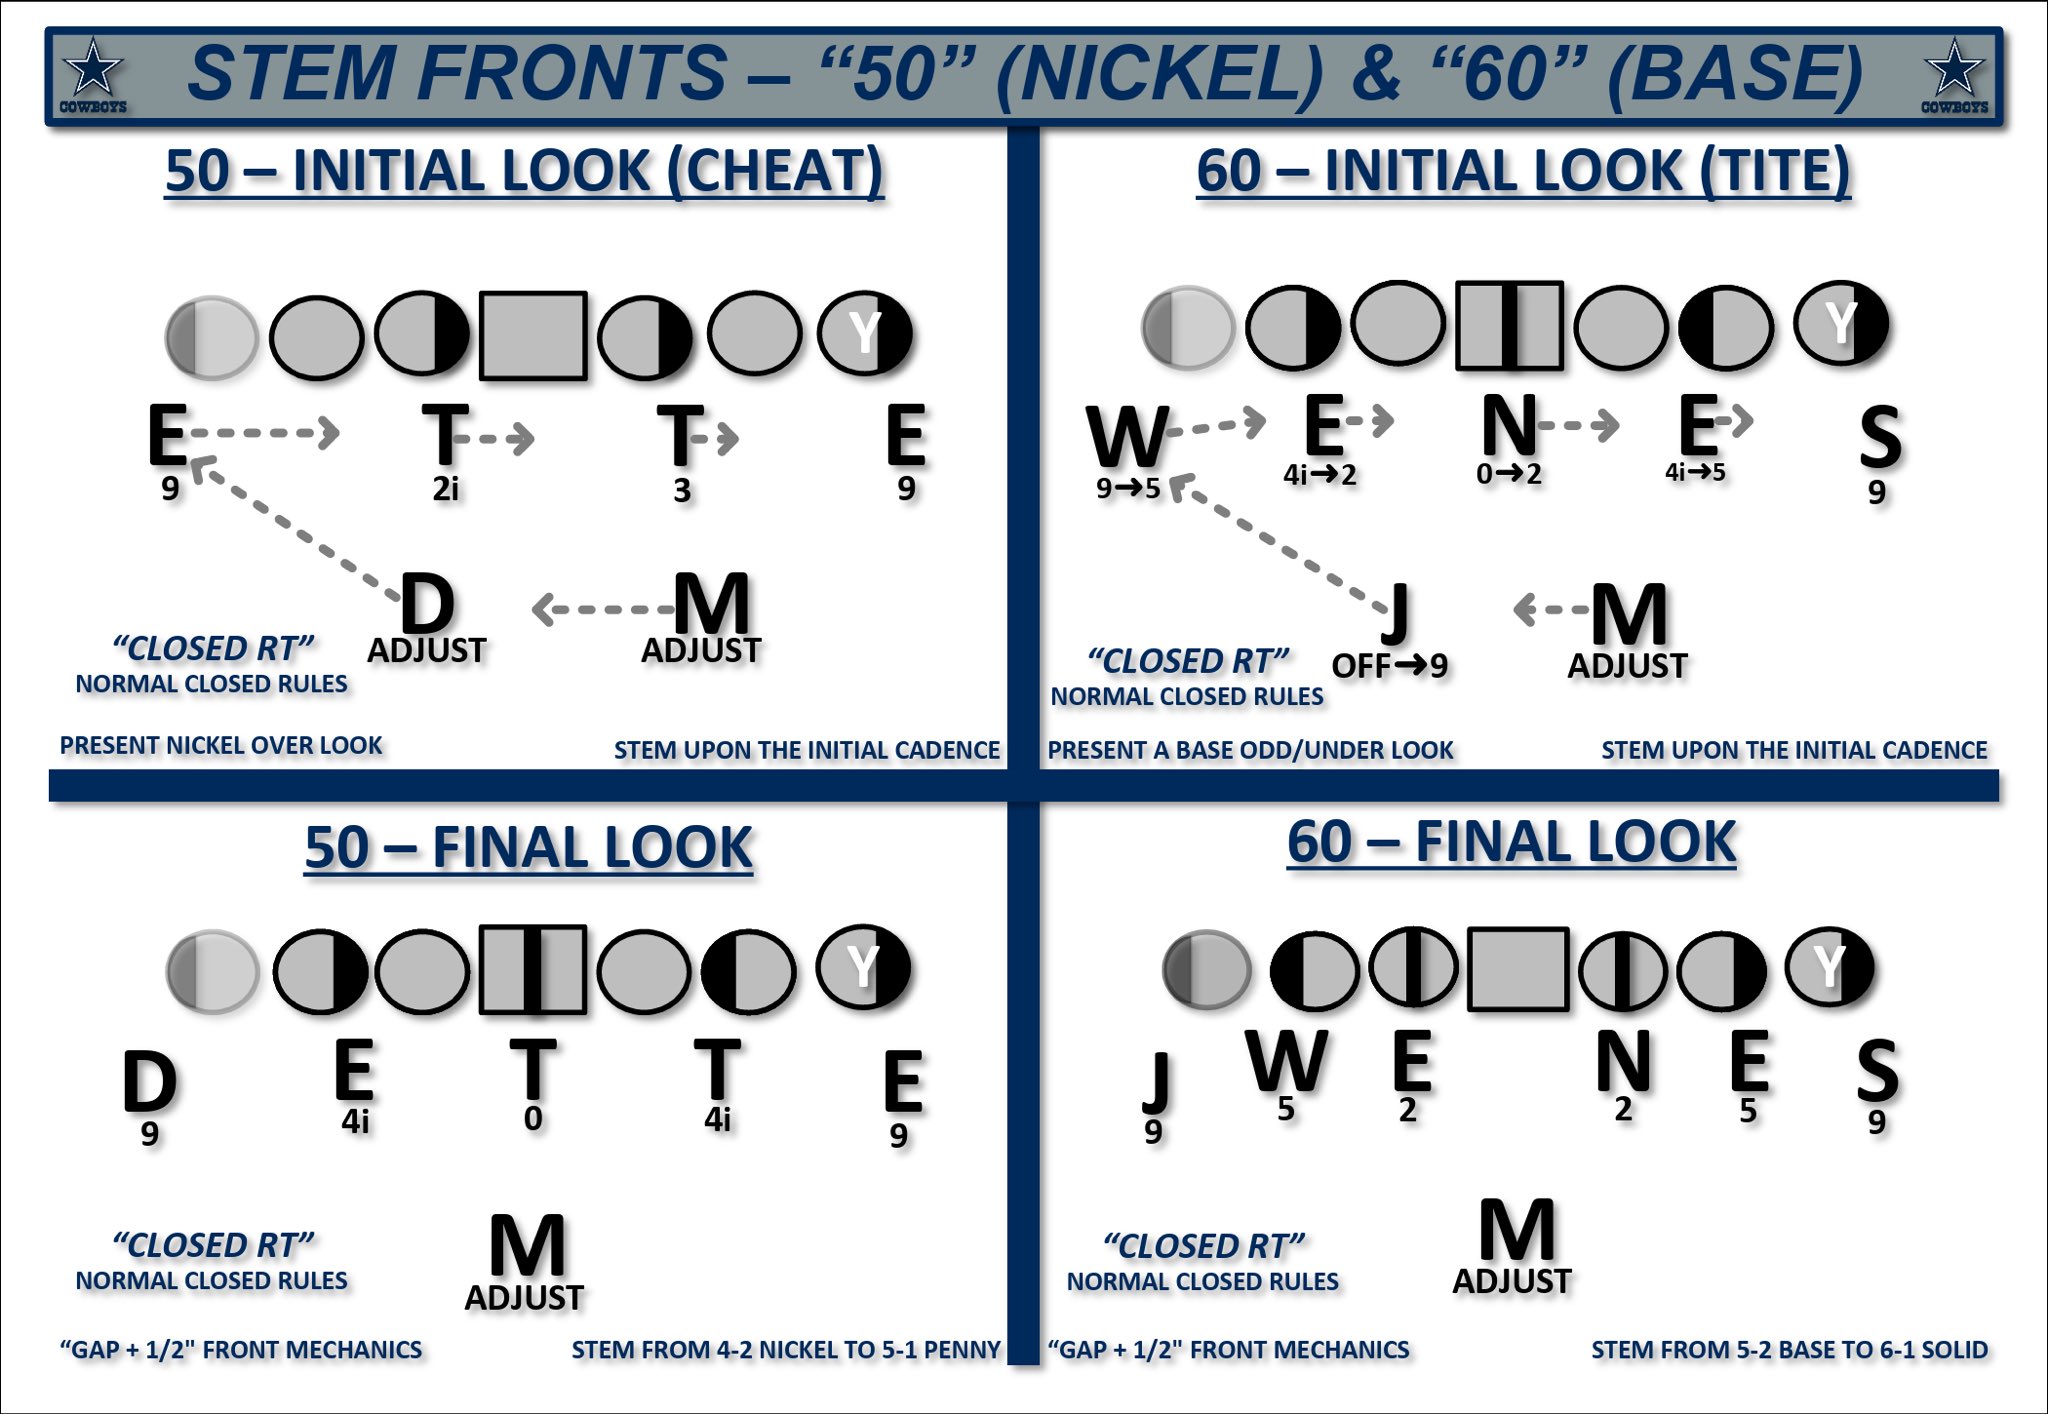 STEM FRONTS – “50” (NICKEL) & “60” (BASE)
COWBOYS
COWBOYS
50 – INITIAL LOOK (CHEAT)
Y
E T T E
9 2i 3 9
D M
ADJUST ADJUST
“CLOSED RT”
NORMAL CLOSED RULES
PRESENT NICKEL OVER LOOK
STEM UPON THE INITIAL CADENCE
60 – INITIAL LOOK (TITE)
Y
W E N E S
9→5 4i→2 0→2 4i→5 9
J M
OFF→9 ADJUST
“CLOSED RT”
NORMAL CLOSED RULES
PRESENT A BASE ODD/UNDER LOOK
STEM UPON THE INITIAL CADENCE
50 – FINAL LOOK
Y
D E T T E
9 4i 0 4i 9
M
ADJUST
“CLOSED RT”
NORMAL CLOSED RULES
“GAP + 1/2" FRONT MECHANICS
STEM FROM 4-2 NICKEL TO 5-1 PENNY
60 – FINAL LOOK
Y
J W E N E S
9 5 2 2 5 9
M
ADJUST
“CLOSED RT”
NORMAL CLOSED RULES
“GAP + 1/2" FRONT MECHANICS
STEM FROM 5-2 BASE TO 6-1 SOLID